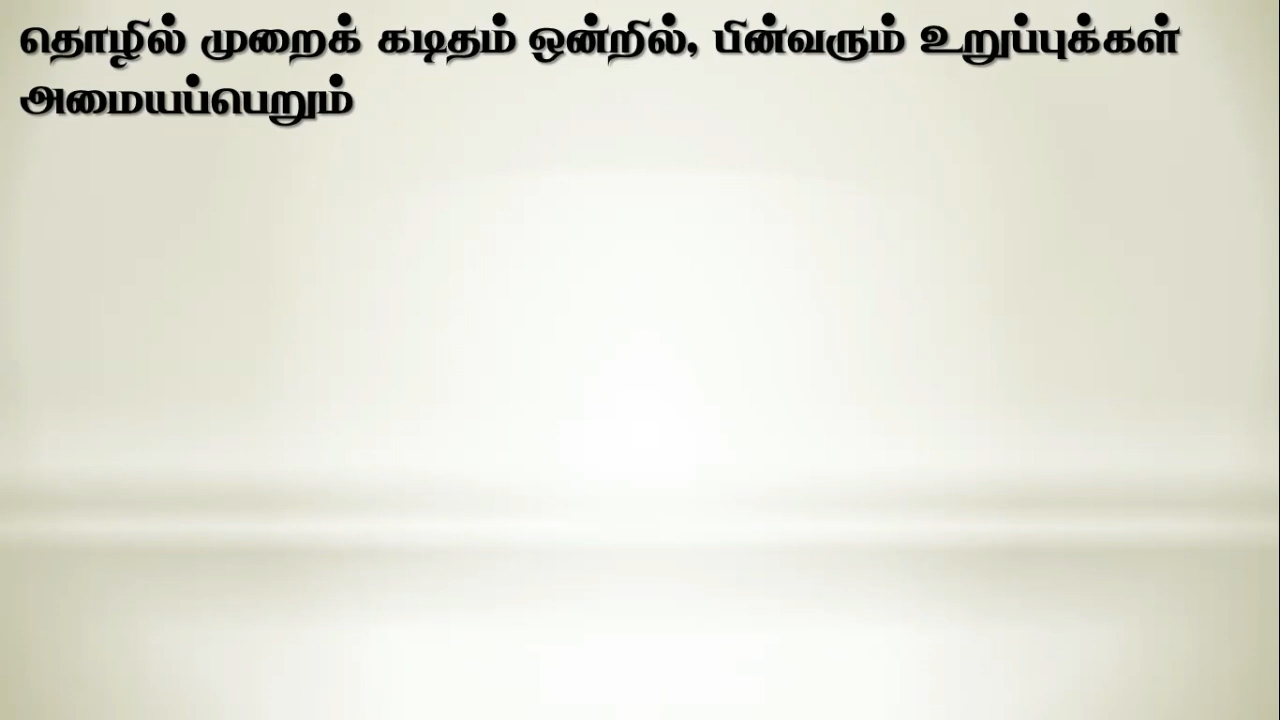 தொழில் முறைக் கடிதம் ஒன்றில், பின்வரும் உறுப்புக்கள்
அமையப்பெறும்